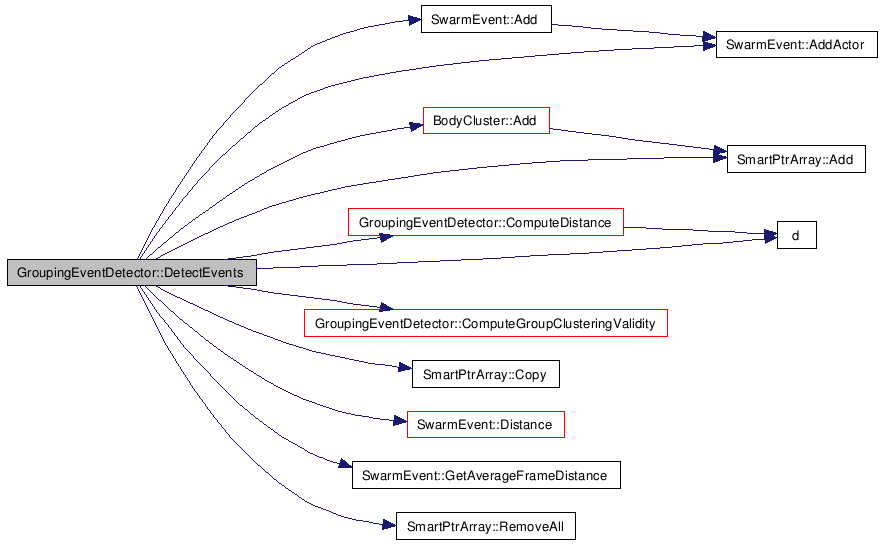 SwarmEvent::Add
SwarmEvent::AddActor
BodyCluster::Add
SmartPtrArray::Add
GroupingEventDetector::ComputeDistance
d
GroupingEventDetector::DetectEvents
GroupingEventDetector::ComputeGroupClusteringValidity
SmartPtrArray::Copy
SwarmEvent::Distance
SwarmEvent::GetAverageFrameDistance
SmartPtrArray::RemoveAll